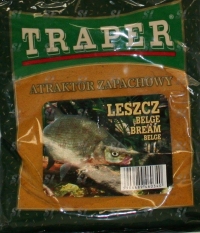 TRAPER
ATRAKTOR ZAPACHOWY
LESZCZ
BELGE
BREAM
BELGE